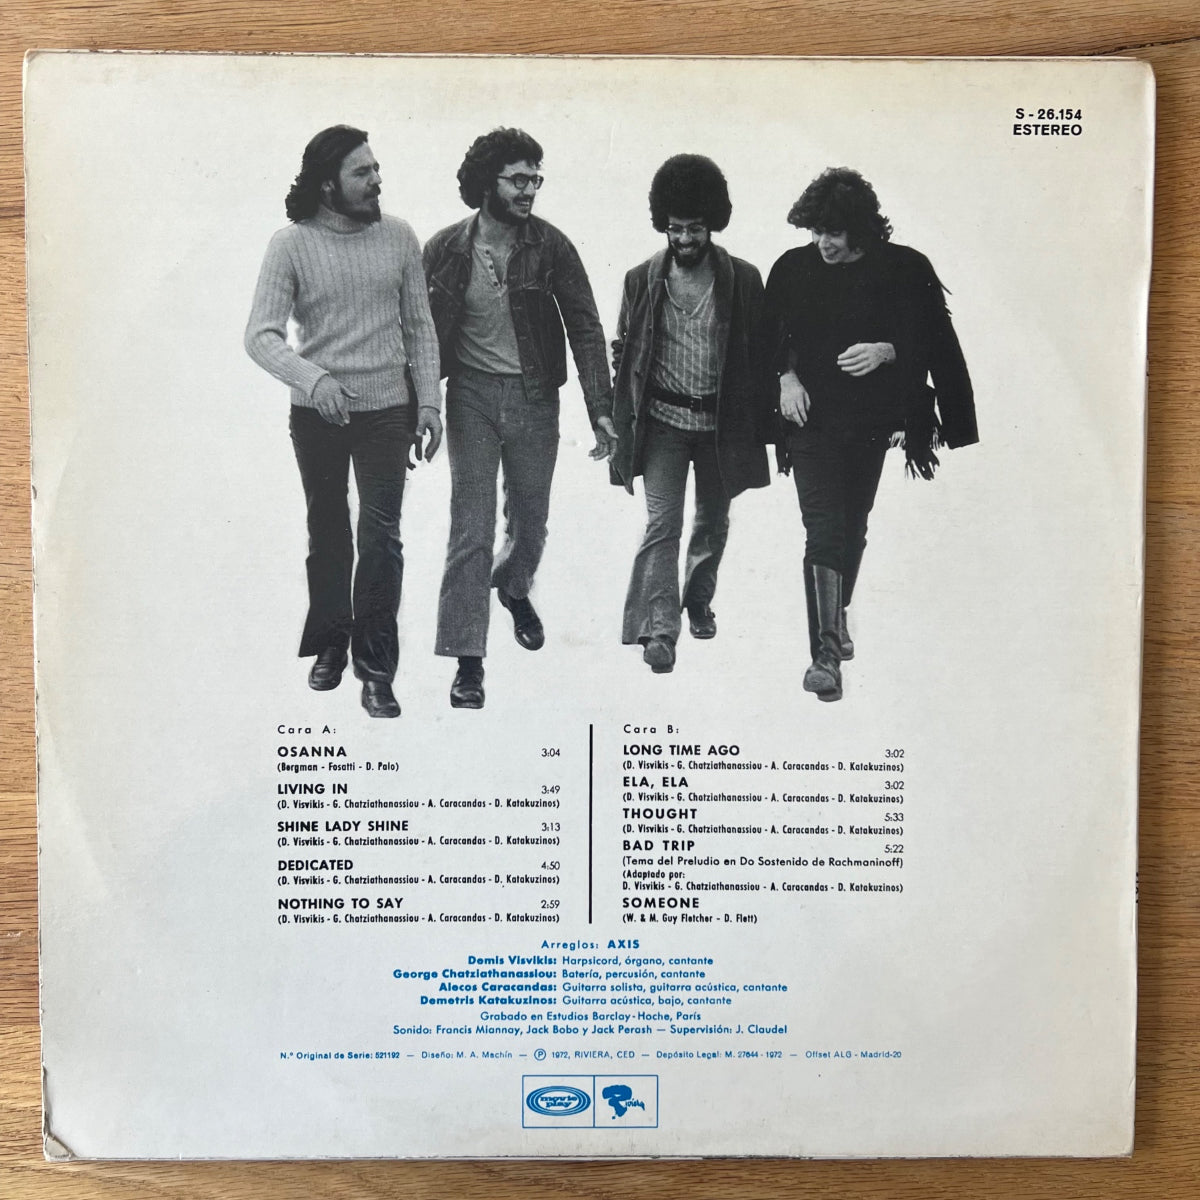 S - 26.154
ESTEREO
Cara A:
OSANNA 3:04
(Bergman - Fosatti - D. Palo)
LIVING IN 3:49
(D. Visvikis - G. Chatziathanassiou - A. Caracandas - D. Katakuzinos)
SHINE LADY SHINE 3:13
(D. Visvikis - G. Chatziathanassiou - A. Caracandas - D. Katakuzinos)
DEDICATED 4:50
(D. Visvikis - G. Chatziathanassiou - A. Caracandas - D. Katakuzinos)
NOTHING TO SAY 2:59
(D. Visvikis - G. Chatziathanassiou - A. Caracandas - D. Katakuzinos)
Cara B:
LONG TIME AGO 3:02
(D. Visvikis - G. Chatziathanassiou - A. Caracandas - D. Katakuzinos)
ELA, ELA 3:02
(D. Visvikis - G. Chatziathanassiou - A. Caracandas - D. Katakuzinos)
THOUGHT 5:33
(D. Visvikis - G. Chatziathanassiou - A. Caracandas - D. Katakuzinos)
BAD TRIP 5:22
(Tema del Preludio en Do Sostenido de Rachmaninoff)
(Adaptado por:
D. Visvikis - G. Chatziathanassiou - A. Caracandas - D. Katakuzinos)
SOMEONE
(W. & M. Guy Fletcher - D. Flett)
Arreglos: AXIS
Demis Visvikis: Harpsicord, órgano, cantante
George Chatziathanassiou: Batería, percusión, cantante
Alecos Caracandas: Guitarra solista, guitarra acústica, cantante
Demetris Katakuzinos: Guitarra acústica, bajo, cantante
Grabado en Estudios Barclay-Hoche, París
Sonido: Francis Miannay, Jack Bobo y Jack Perash — Supervisión: J. Claudel
N.º Original de Serie: 521192 — Diseño: M. A. Machín — Ⓟ 1972, RIVIERA, CED — Depósito Legal: M. 27644 - 1972 — Offset ALG - Madrid-20
movie play
Riviera